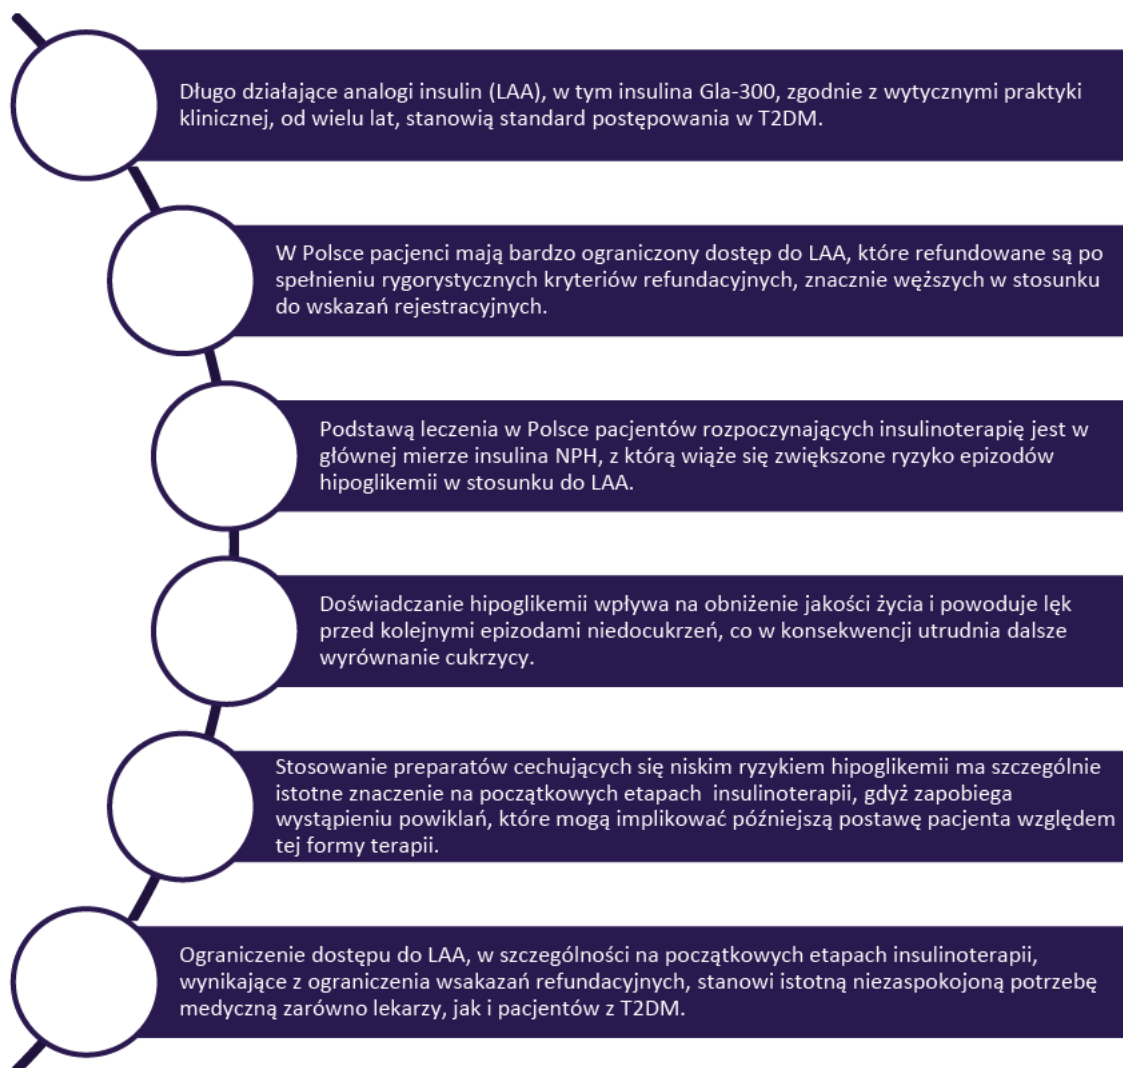 Długo działające analogi insulin (LAA), w tym insulina Gla-300, zgodnie z wytycznymi praktyki
klinicznej, od wielu lat, stanowią standard postępowania w T2DM.
W Polsce pacjenci mają bardzo ograniczony dostęp do LAA, które refundowane są po
spełnieniu rygorystycznych kryteriów refundacyjnych, znacznie węższych w stosunku
do wskazań rejestracyjnych.
Podstawą leczenia w Polsce pacjentów rozpoczynających insulinoterapię jest w
głównej mierze insulina NPH, z którą wiąże się zwiększone ryzyko epizodów
hipoglikemii w stosunku do LAA.
Doświadczanie hipoglikemii wpływa na obniżenie jakości życia i powoduje lęk
przed kolejnymi epizodami niedocukrzeń, co w konsekwencji utrudnia dalsze
wyrównanie cukrzycy.
Stosowanie preparatów cechujących się niskim ryzykiem hipoglikemii ma szczególnie
istotne znaczenie na początkowych etapach  insulinoterapii, gdyż zapobiega
wystąpieniu powiklań, które mogą implikować późniejszą postawę pacjenta względem
tej formy terapii.
Ograniczenie dostępu do LAA, w szczególności na początkowych etapach insulinoterapii,
wynikające z ograniczenia wsakazań refundacyjnych, stanowi istotną niezaspokojoną potrzebę
medyczną zarówno lekarzy, jak i pacjentów z T2DM.